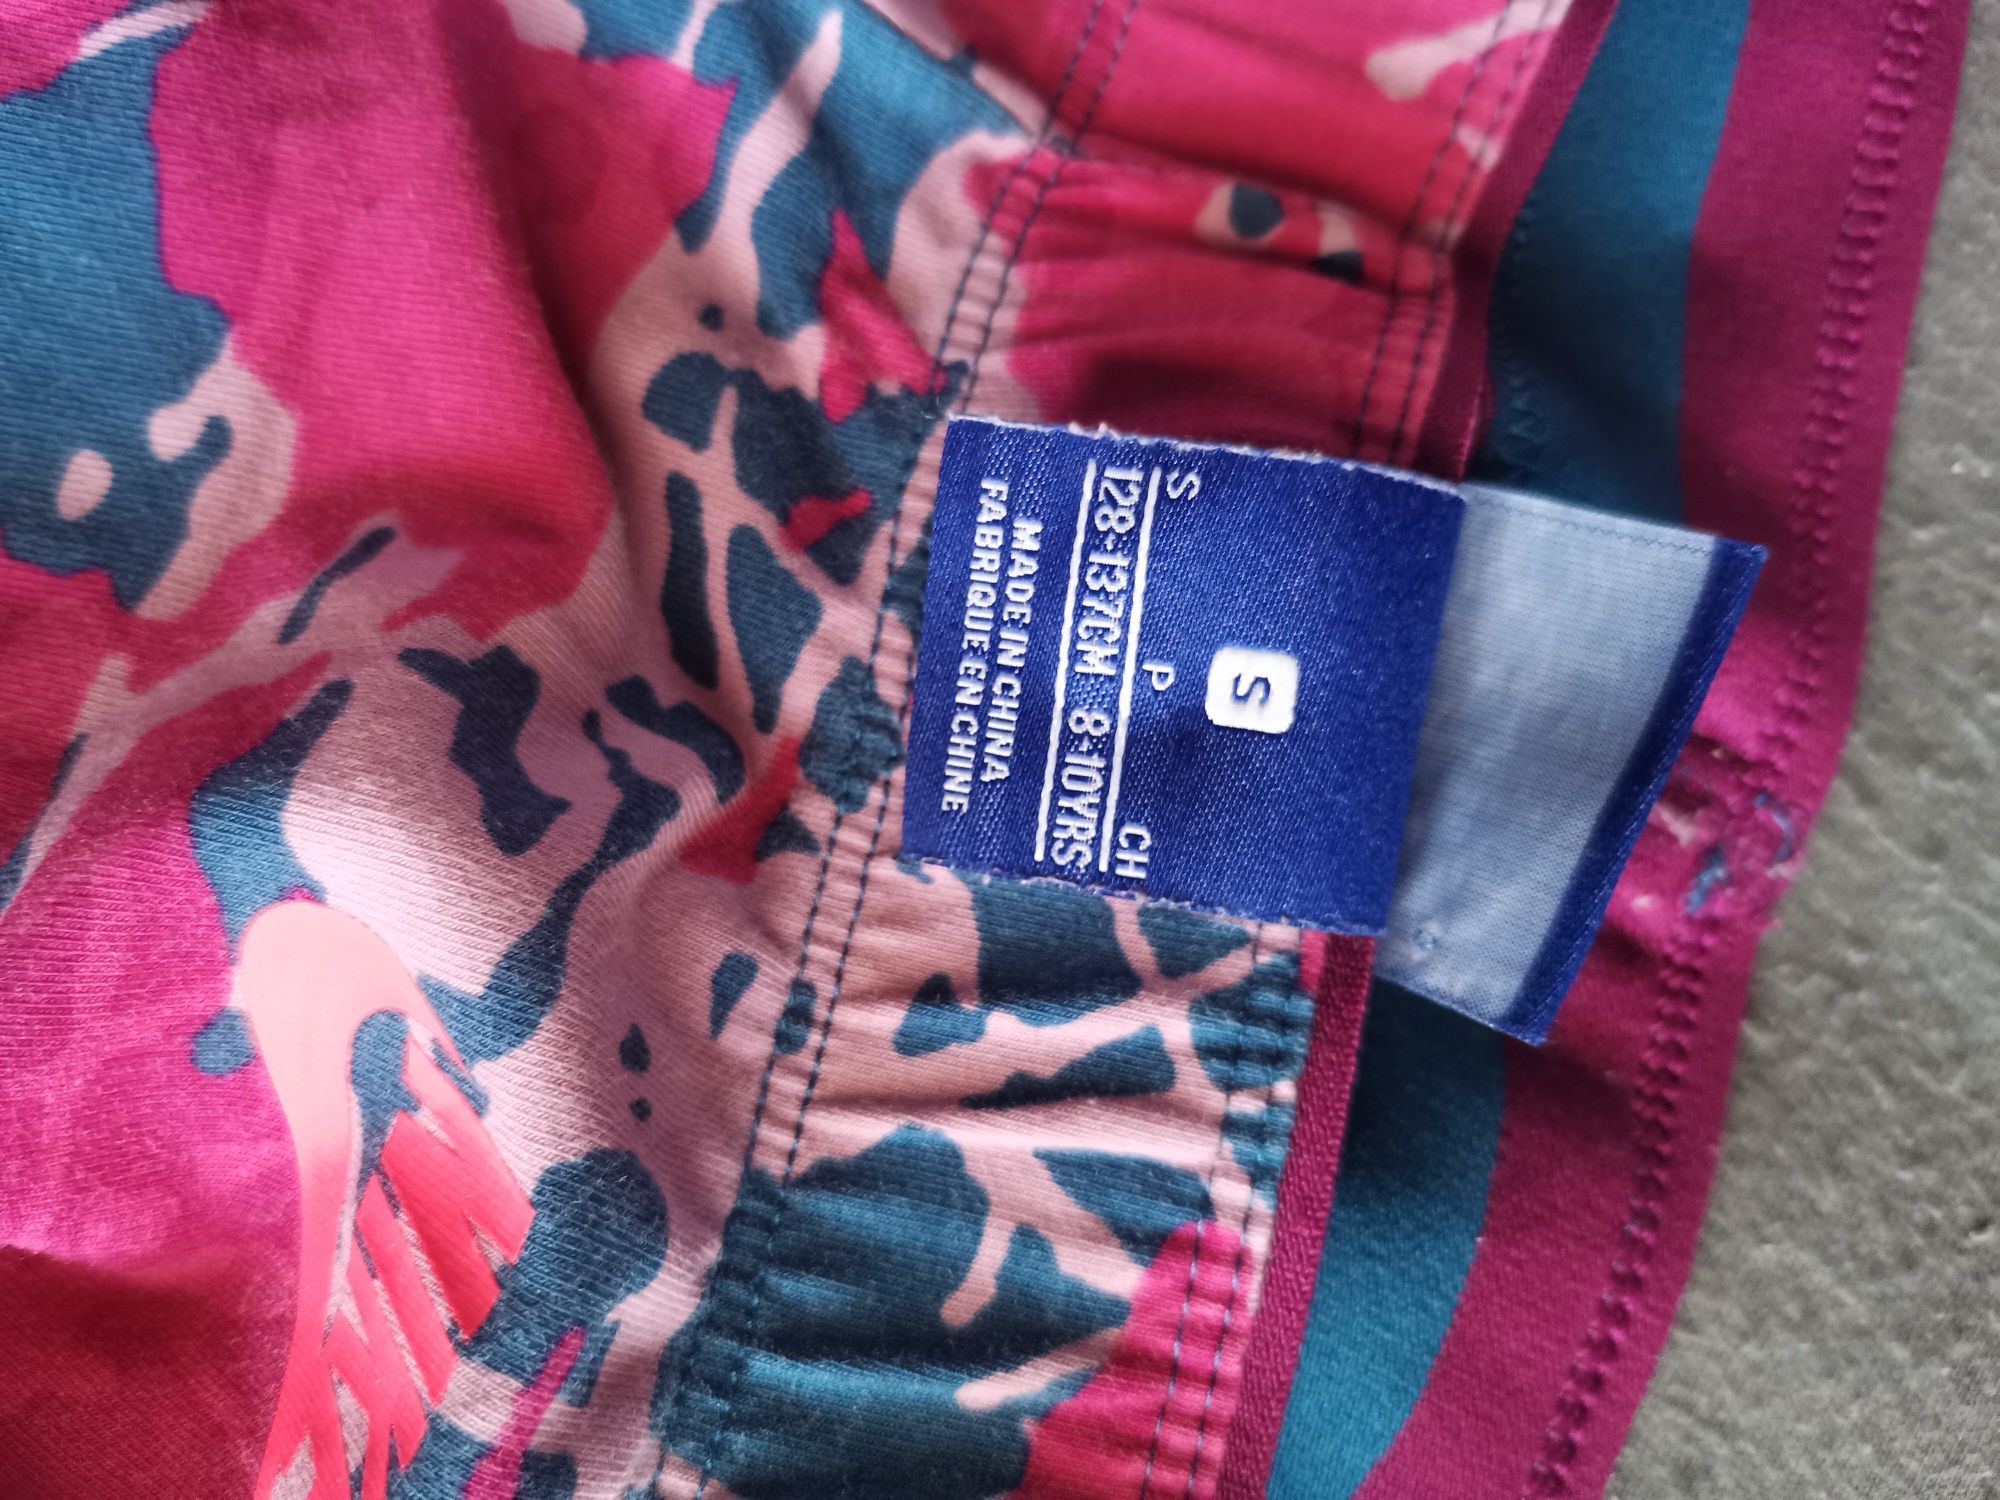 S
S P CH
128-137CM 8-10YRS
MADE IN CHINA
FABRIQUE EN CHINE